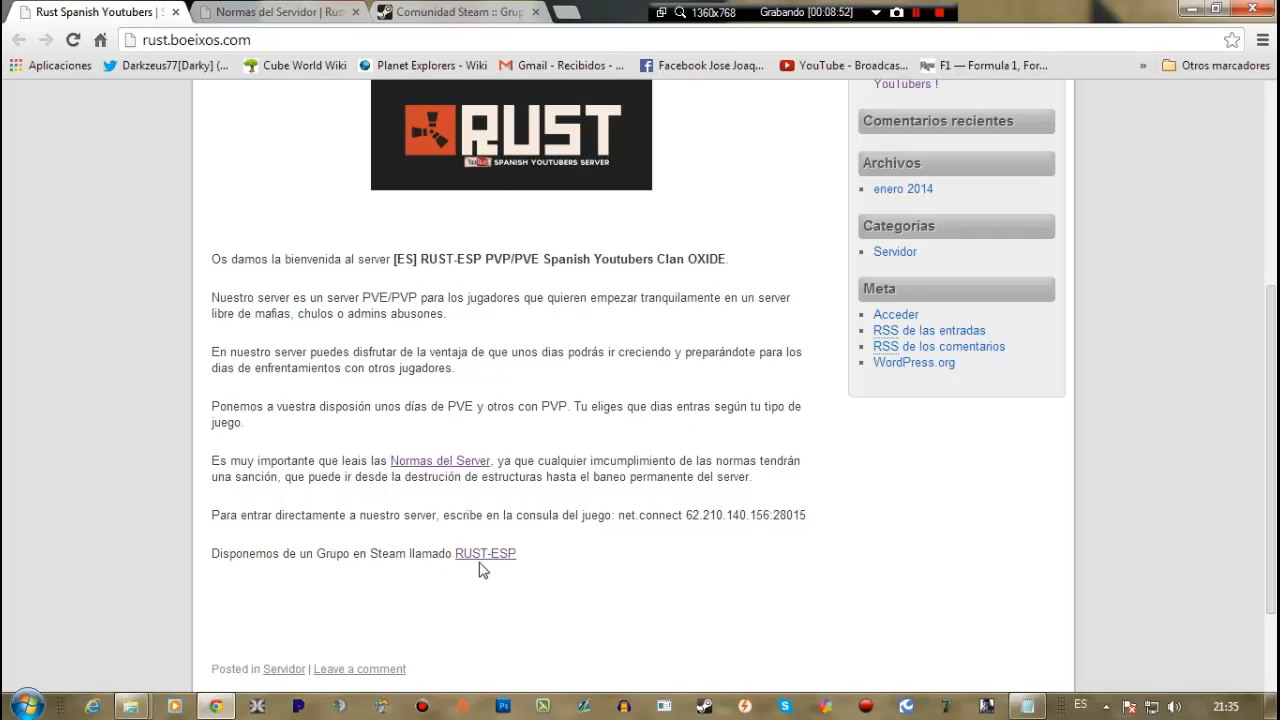 Rust Spanish Youtubers | S
Normas del Servidor | Rust
Comunidad Steam :: Grup
1360x768
Grabando [00:08:52]
rust.boeixos.com
Aplicaciones
Darkzeus77[Darky] (...
Cube World Wiki
Planet Explorers - Wiki
Gmail - Recibidos - ...
Facebook Jose Joaq...
YouTube - Broadcas...
F1 — Formula 1, For...
»
Otros marcadores
RUST
You Tube SPANISH YOUTUBERS SERVER
Os damos la bienvenida al server [ES] RUST-ESP PVP/PVE Spanish Youtubers Clan OXIDE.
Nuestro server es un server PVE/PVP para los jugadores que quieren empezar tranquilamente en un server
libre de mafias, chulos o admins abusones.
En nuestro server puedes disfrutar de la ventaja de que unos dias podrás ir creciendo y preparándote para los
dias de enfrentamientos con otros jugadores.
Ponemos a vuestra disposión unos días de PVE y otros con PVP. Tu eliges que dias entras según tu tipo de
juego.
Es muy importante que leais las Normas del Server, ya que cualquier imcumplimiento de las normas tendrán
una sanción, que puede ir desde la destrución de estructuras hasta el baneo permanente del server.
Para entrar directamente a nuestro server, escribe en la consula del juego: net.connect 62.210.140.156:28015
Disponemos de un Grupo en Steam llamado RUST-ESP
Posted in Servidor | Leave a comment
YouTubers !
Comentarios recientes
Archivos
enero 2014
Categorías
Servidor
Meta
Acceder
RSS de las entradas
RSS de los comentarios
WordPress.org
ES
21:35